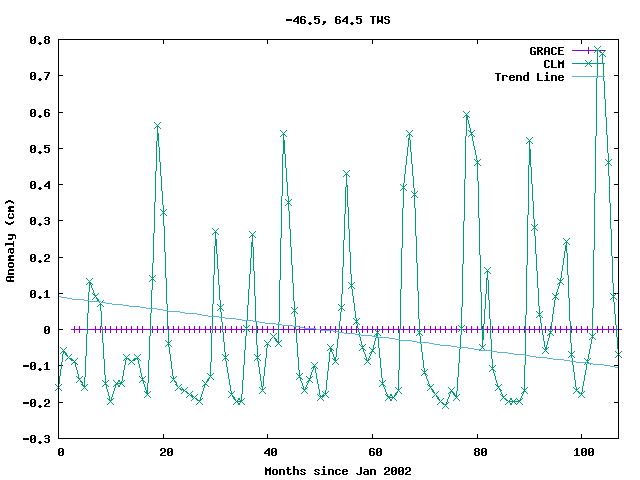 -46.5, 64.5 TWS
GRACE
CLM
Trend Line
0.8
0.7
0.6
0.5
0.4
0.3
0.2
0.1
0
-0.1
-0.2
-0.3
Anomaly (cm)
0 20 40 60 80 100
Months since Jan 2002